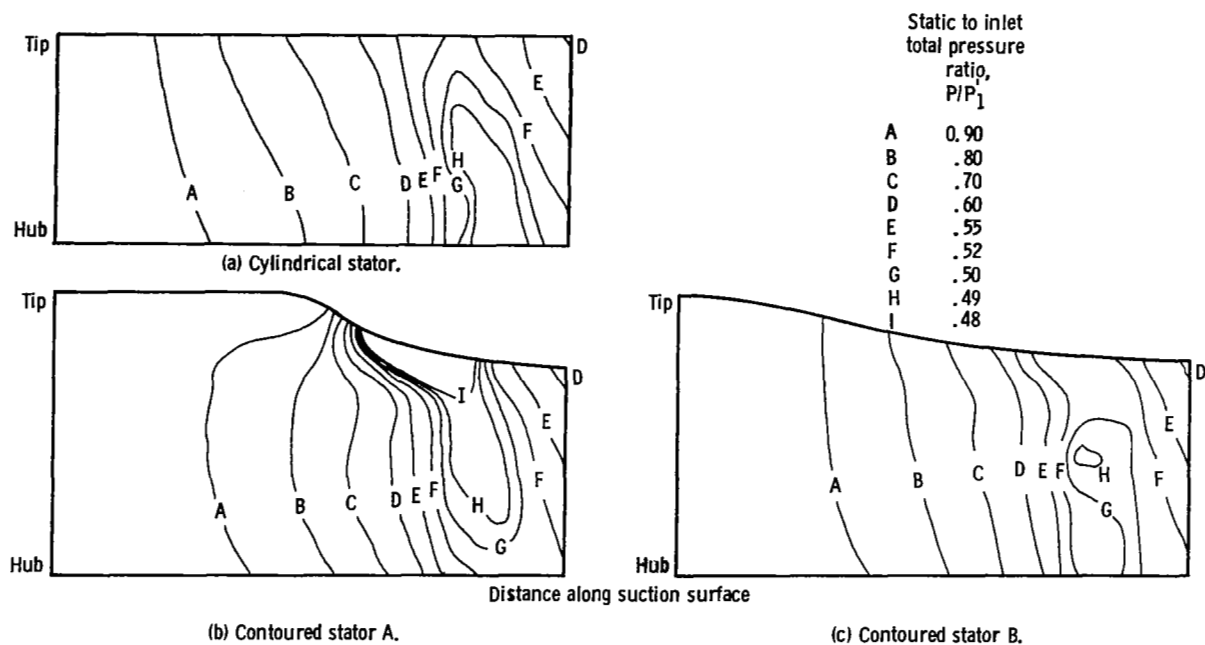 Tip
D
E
F
H
G
A
B
C
D
E
F
Hub
(a) Cylindrical stator.
Static to inlet
total pressure
ratio,
P/P'1
A 0.90
B .80
C .70
D .60
E .55
F .52
G .50
H .49
I .48
Tip
D
I
E
F
A
B
C
D
E
F
H
G
Hub
(b) Contoured stator A.
Tip
D
E
A
B
C
D
E
F
H
F
G
Hub
Distance along suction surface
(c) Contoured stator B.